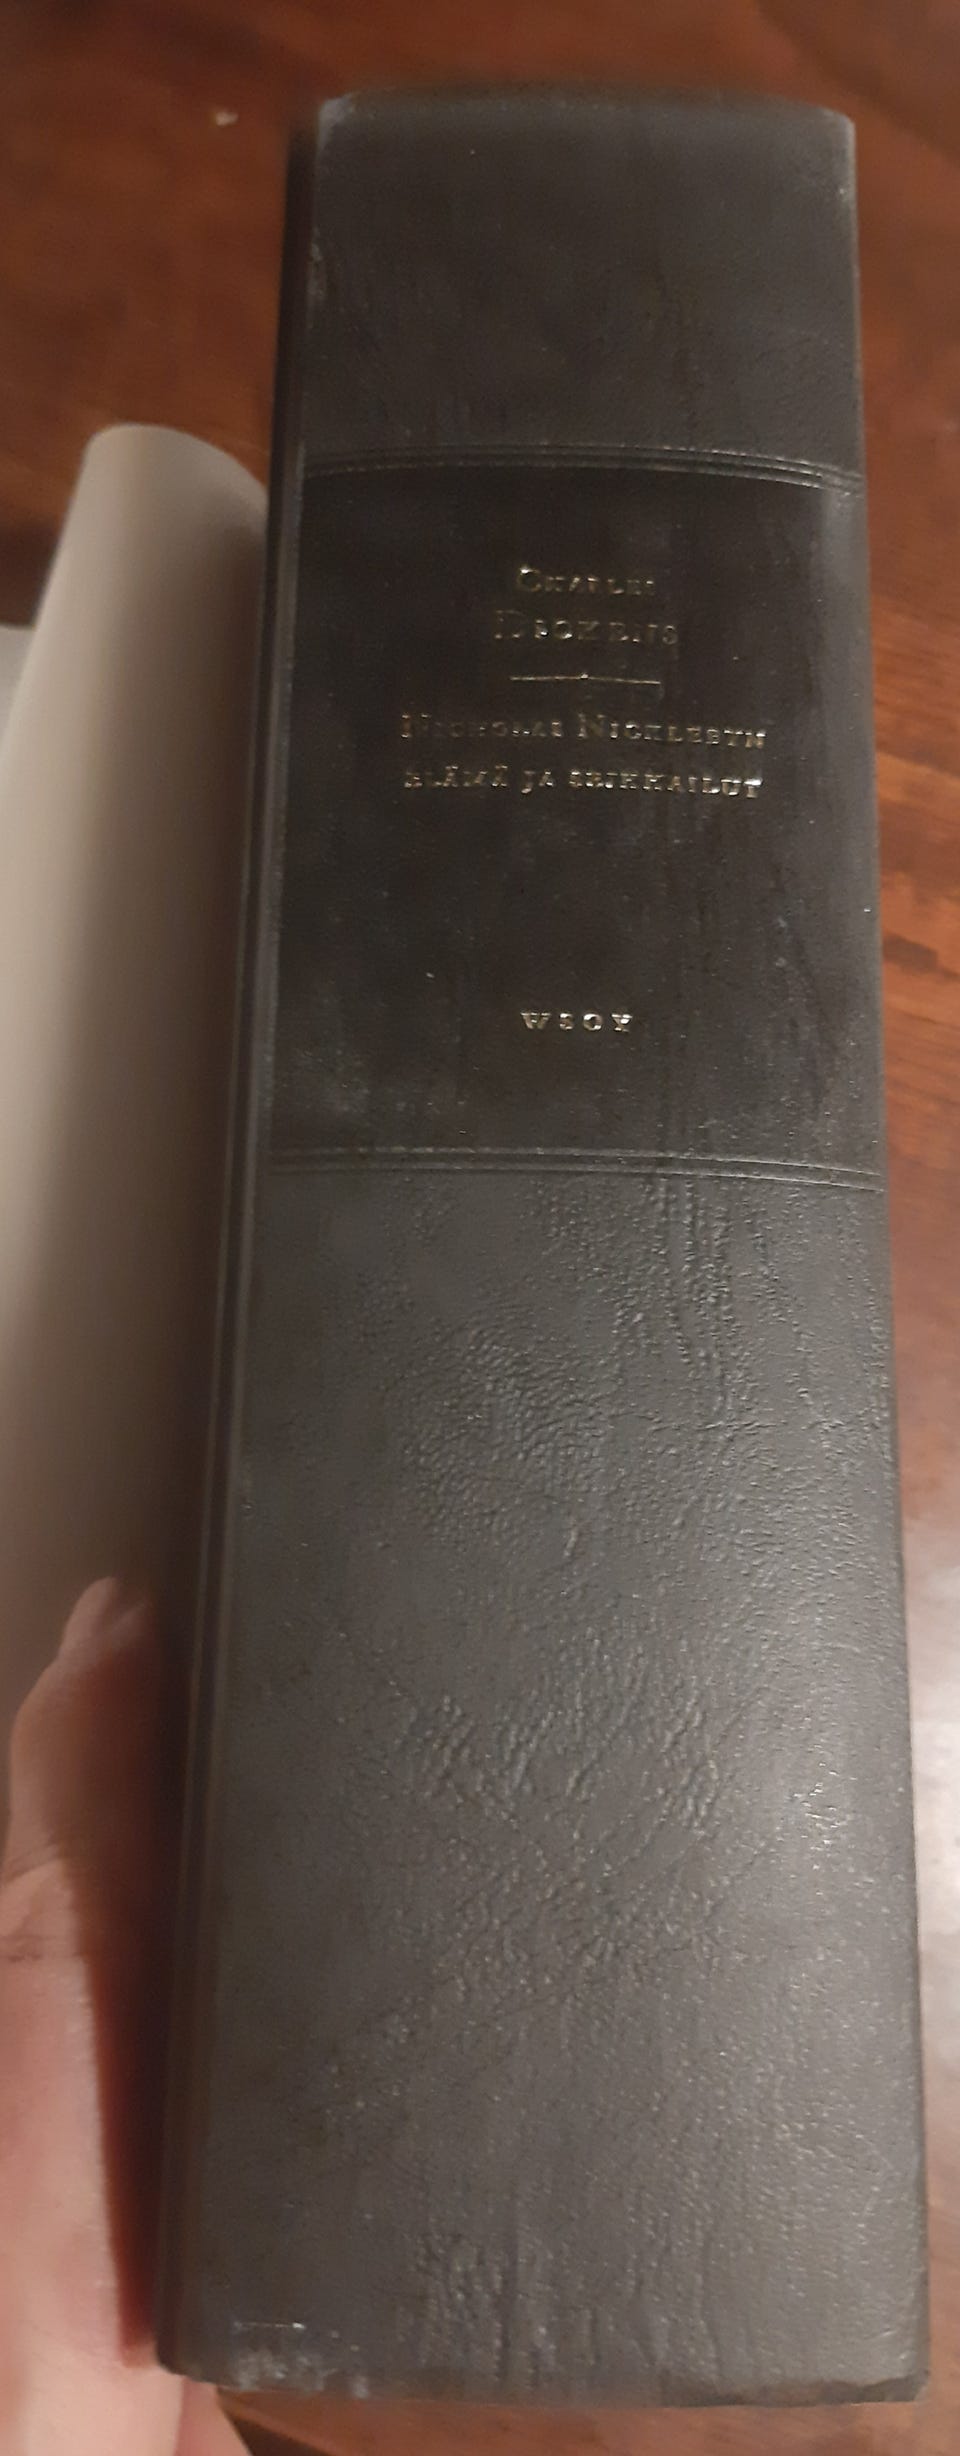 CHARLES
DICKENS
NICHOLAS NICKLEBYN
ELÄMÄ JA SEIKKAILUT
WSOY